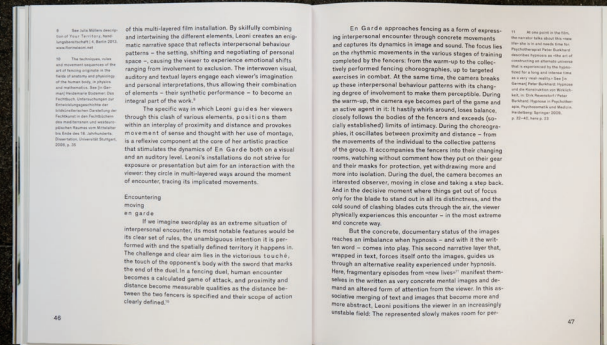 of this multi-layered film installation. By skilfully combining
and intertwining the different elements, Leoni creates an enig-
matic narrative space that reflects interpersonal behaviour
patterns – the setting, shifting and negotiating of personal
space –, causing the viewer to experience emotional shifts,
ranging from involvement to exclusion. The interwoven visual
auditory and textual layers engage each viewer's imagination
and personal interpretations, thus allowing their combination
of elements – their synthetic performance – to become an
integral part of the work.
The specific way in which Leoni guides her viewers
through this clash of various elements, positions them
within an interplay of proximity and distance and provokes
movement of sense and thought with her use of montage,
is a reflexive component at the core of her artistic practice
that stimulates the dynamics of En Garde both on a visual
and an auditory level. Leoni's installations do not strive for
exposure or presentation but aim for an interaction with the
viewer: they circle in multi-layered ways around the moment
of encounter, tracing its implicated movements.
Encountering
moving
en garde
If we imagine swordplay as an extreme situation of
interpersonal encounter, its most notable features would be
its clear set of rules, the unambiguous intention it is per-
formed with and the spatially defined territory it happens in.
The challenge and clear aim lies in the victorious touché,
the touch of the opponent's body with the sword that marks
the end of the duel. In a fencing duel, human encounter
becomes a calculated game of attack, and proximity and
distance become measurable qualities as the distance be-
tween the two fencers is specified and their scope of action
clearly defined.
46
En Garde approaches fencing as a form of express-
ing interpersonal encounter through concrete movements
and captures its dynamics in image and sound. The focus lies
on the rhythmic movements in the various stages of training
completed by the fencers: from the warm-up to the collec-
tively performed fencing choreographies, up to targeted
exercises in combat. At the same time, the camera breaks
up these interpersonal behaviour patterns with its chang-
ing degree of involvement to make them perceptible. During
the warm-up, the camera eye becomes part of the game and
an active agent in it: It hastily whirls around, loses balance,
closely follows the bodies of the fencers and exceeds (so-
cially established) limits of intimacy. During the choreogra-
phies, it oscillates between proximity and distance – from
the movements of the individual to the collective patterns
of the group. It accompanies the fencers into their changing
rooms, watching without comment how they put on their gear
and their masks for protection, yet withdrawing more and
more into isolation. During the duel, the camera becomes an
interested observer, moving in close and taking a step back.
And in the decisive moment where things get out of focus
only for the blade to stand out in all its distinctness, and the
cold sound of clashing blades cuts through the air, the viewer
physically experiences this encounter – in the most extreme
and concrete way.
But the concrete, documentary status of the images
reaches an imbalance when hypnosis – and with it the writ-
ten word – comes into play. This second narrative layer that,
wrapped in text, forces itself onto the images, guides us
through an alternative reality experienced under hypnosis.
Here, fragmentary episodes from ‹new lives› manifest them-
selves in the written as very concrete mental images and de-
mand an altered form of attention from the viewer. In this as-
sociative merging of text and images that become more and
more abstract, Leoni positions the viewer in an increasingly
unstable field: The represented slowly makes room for per-
47